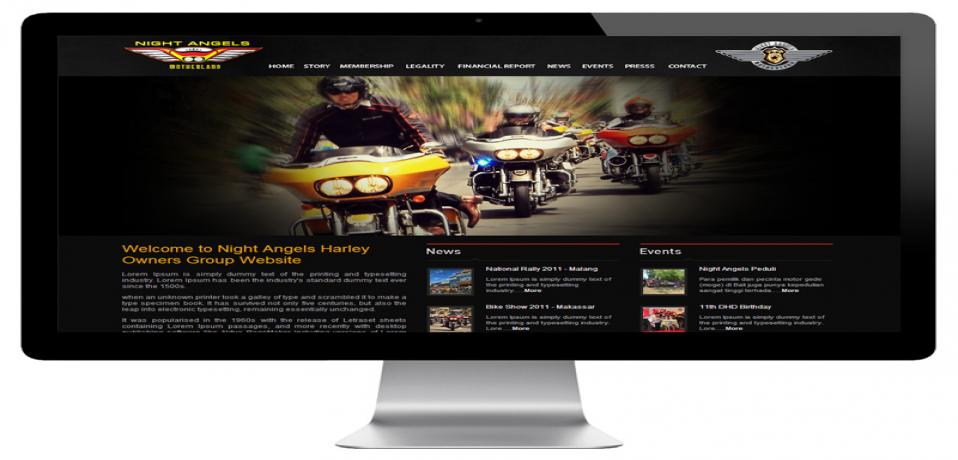 NIGHT ANGELS
MOTHERLAND
HOME STORY MEMBERSHIP LEGALITY FINANCIAL REPORT NEWS EVENTS PRESSS CONTACT
Welcome to Night Angels Harley
Owners Group Website
Lorem Ipsum is simply dummy text of the printing and typesetting
industry. Lorem Ipsum has been the industry's standard dummy text ever
since the 1500s.
when an unknown printer took a galley of type and scrambled it to make a
type specimen book. It has survived not only five centuries, but also the
leap into electronic typesetting, remaining essentially unchanged.
It was popularised in the 1960s with the release of Letraset sheets
containing Lorem Ipsum passages, and more recently with desktop
News
National Rally 2011 - Malang
Lorem Ipsum is simply dummy text of
the printing and typesetting industry.
Lore.... More
Bike Show 2011 - Makassar
Lorem Ipsum is simply dummy text of
the printing and typesetting industry.
Lore.... More
Events
Night Angels Peduli
Para pemilik dan pecinta motor gede
(moge) di Bali juga punya kepedulian
sangat tinggi terhada.... More
11th DHD Birthday
Lorem Ipsum is simply dummy text of
the printing and typesetting industry.
Lore.... More